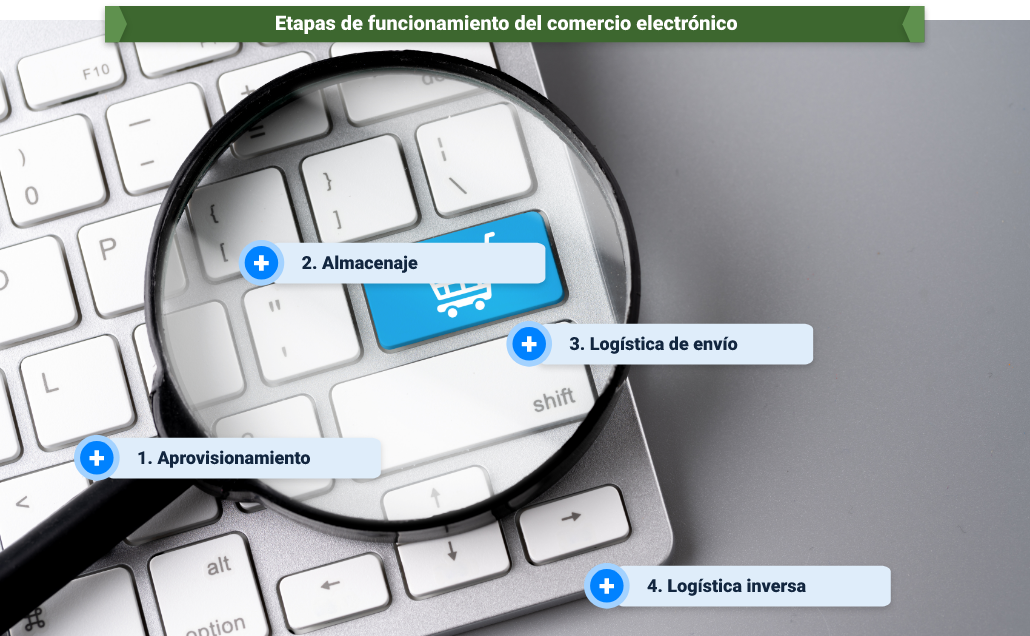 Etapas de funcionamiento del comercio electrónico
F10
+
=
—
–
)
0
}
]
¦
\
{
[
P
2. Almacenaje
"
'
3. Logística de envío
L
shift
1. Aprovisionamiento
<
↑
→
↓
alt
←
4. Logística inversa
⌘
option